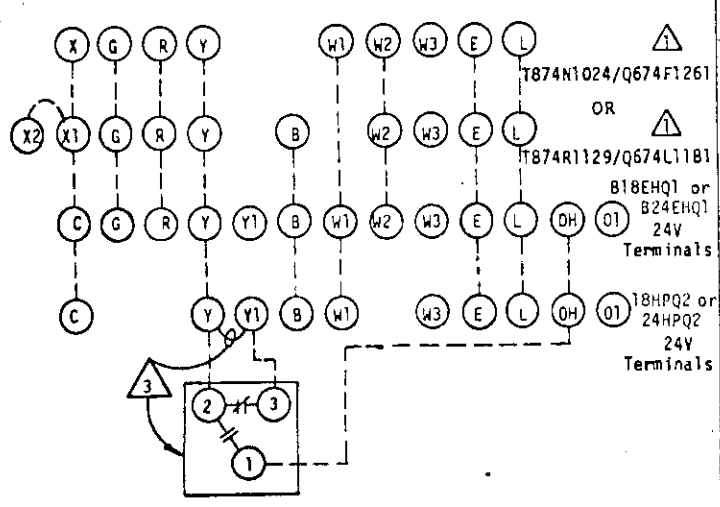 X G R Y W1 W2 W3 E L 1
T874N1024/Q674F1261
OR
X2 X1 G R Y B W2 W3 E L 1
T874R1129/Q674L1181
B18EHQ1 or
B24EHQ1
C G R Y Y1 B W1 W2 W3 E L OH O1
24V
Terminals
18HPQ2 or
C Y Y1 B W1 W3 E L OH O1
24HPQ2
24V
Terminals
3
2 3
1